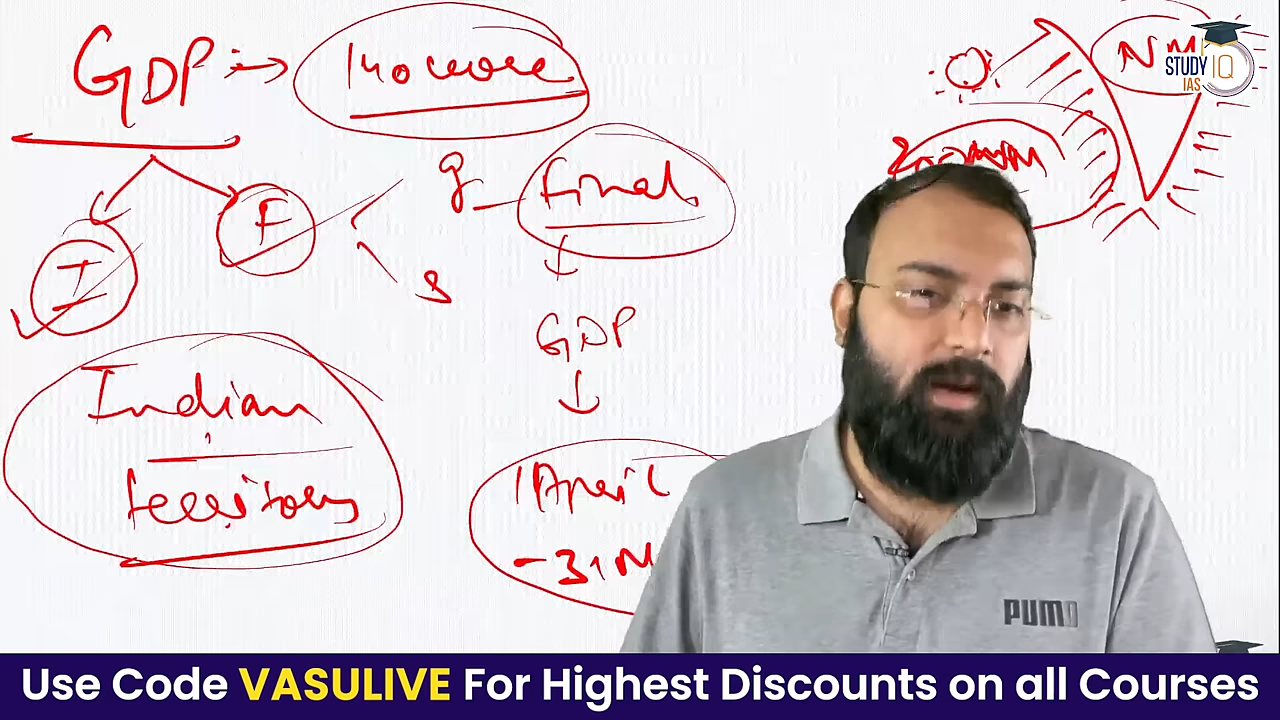 GDP → 140 crore
NM
STUDY IQ
IAS
g - final
F
I
s
GDP
Indian
territory
1 April
- 31 M
PUMA
Use Code VASULIVE For Highest Discounts on all Courses